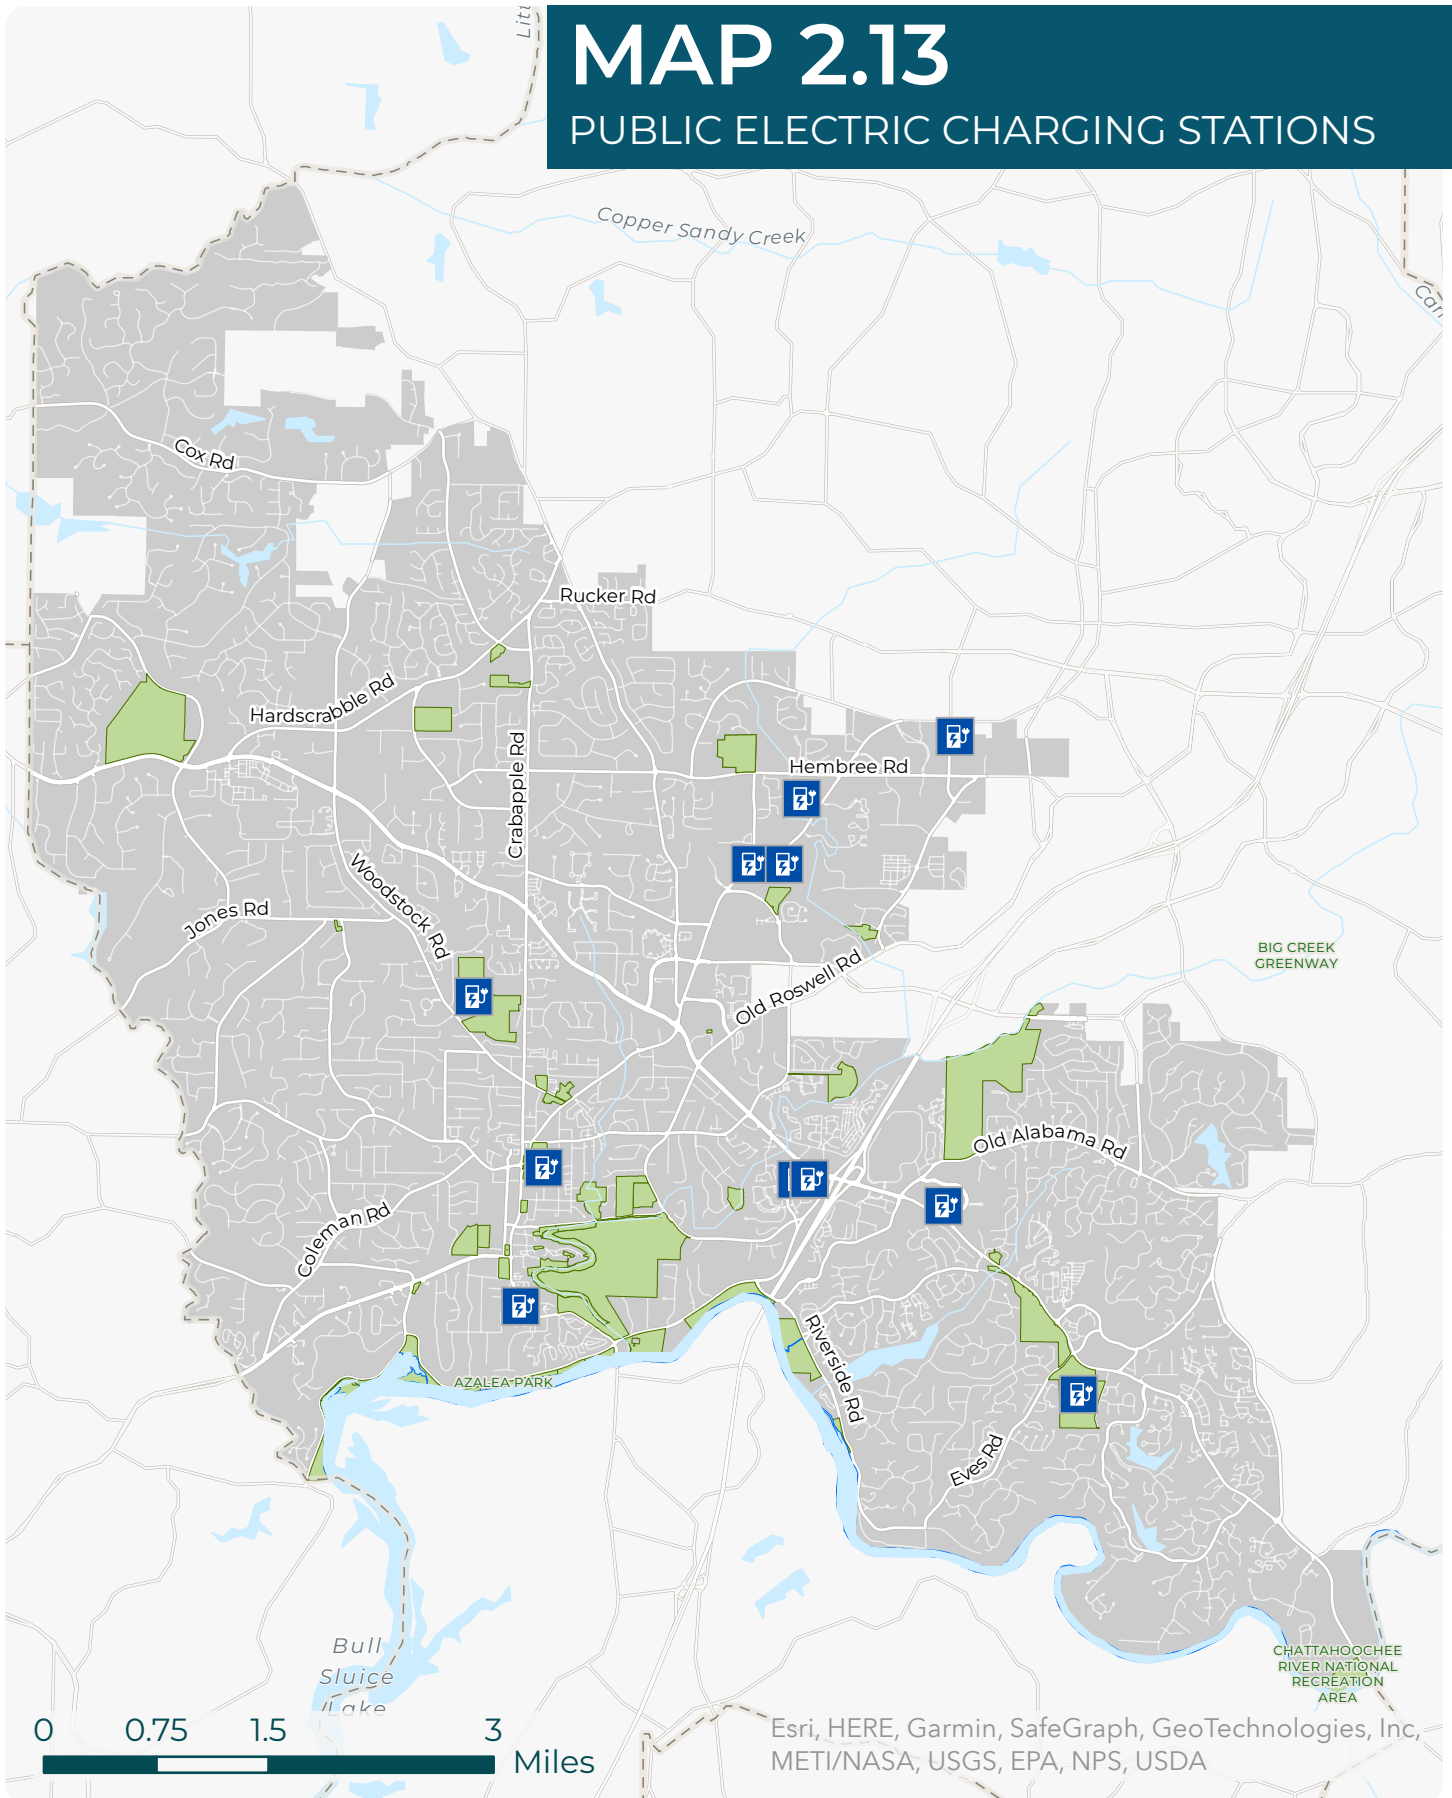 MAP 2.13
PUBLIC ELECTRIC CHARGING STATIONS
Copper Sandy Creek
Cox Rd
Rucker Rd
Hardscrabble Rd
Crabapple Rd
Hembree Rd
Woodstock Rd
Jones Rd
Old Roswell Rd
BIG CREEK
GREENWAY
Old Alabama Rd
Coleman Rd
Riverside Rd
AZALEA PARK
Eves Rd
Bull
Sluice
Lake
CHATTAHOOCHEE
RIVER NATIONAL
RECREATION
AREA
0 0.75 1.5 3
Miles
Esri, HERE, Garmin, SafeGraph, GeoTechnologies, Inc,
METI/NASA, USGS, EPA, NPS, USDA